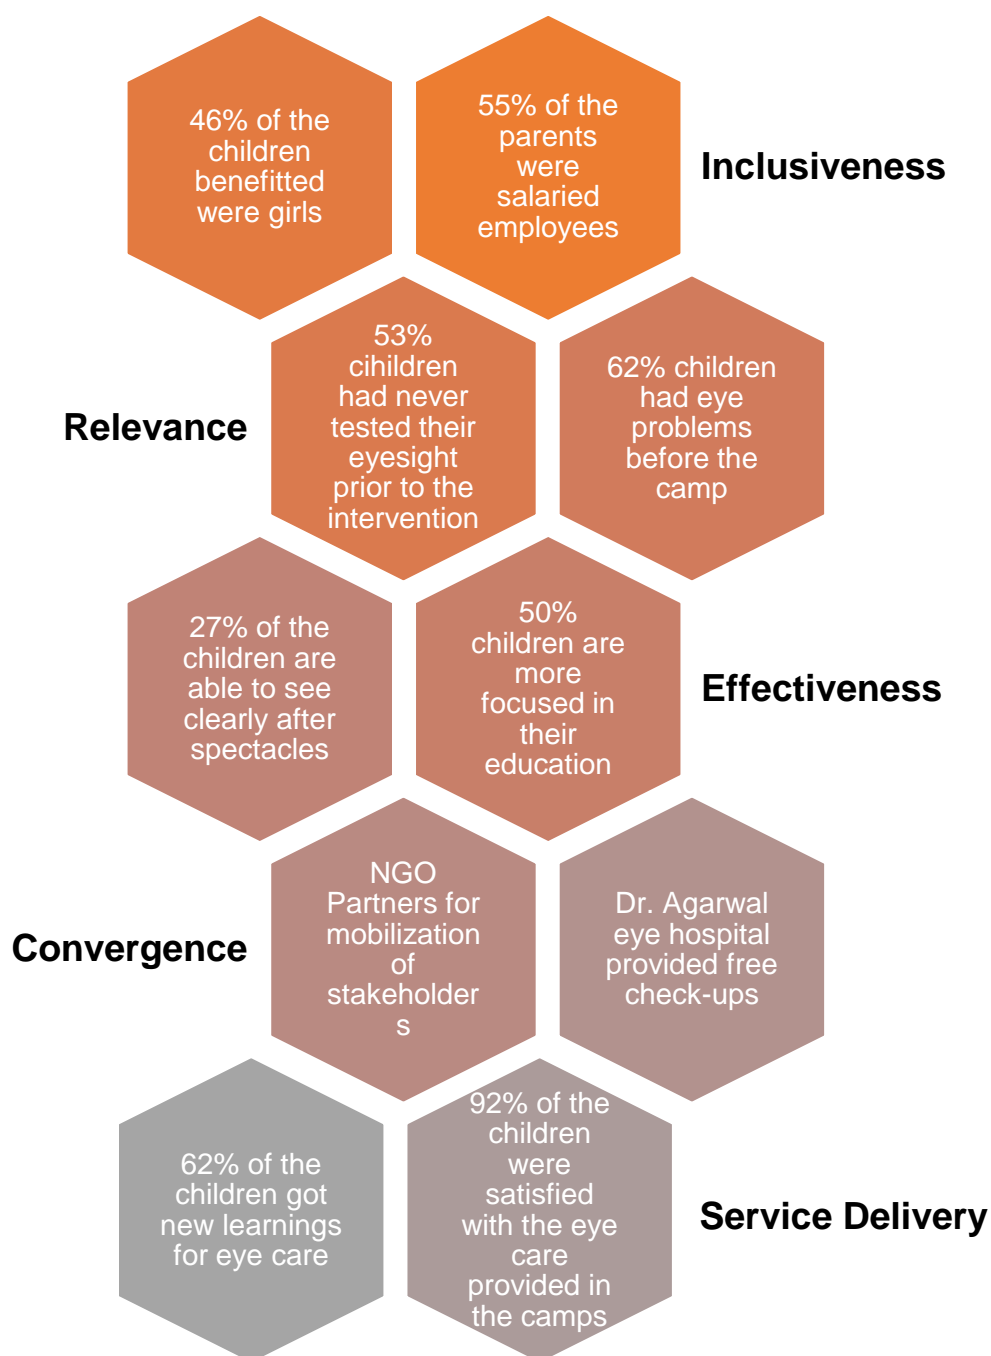 46% of the
children
benefitted
were girls
55% of the
parents
were
salaried
employees
Inclusiveness
Relevance
53%
cihildren
had never
tested their
eyesight
prior to the
intervention
62% children
had eye
problems
before the
camp
27% of the
children are
able to see
clearly after
spectacles
50%
children are
more
focused in
their
education
Effectiveness
Convergence
NGO
Partners for
mobilization
of
stakeholder
s
Dr. Agarwal
eye hospital
provided free
check-ups
62% of the
children got
new learnings
for eye care
92% of the
children
were
satisfied
with the eye
care
provided in
the camps
Service Delivery